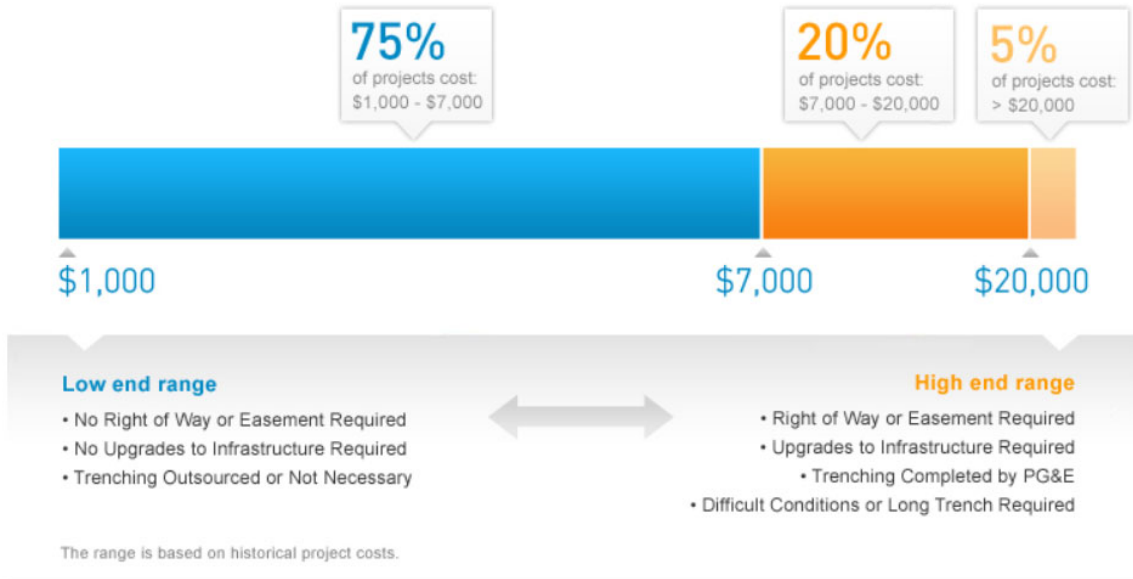 75%
of projects cost:
$1,000 - $7,000
20%
of projects cost:
$7,000 - $20,000
5%
of projects cost:
> $20,000
$1,000
$7,000
$20,000
Low end range
• No Right of Way or Easement Required
• No Upgrades to Infrastructure Required
• Trenching Outsourced or Not Necessary
High end range
• Right of Way or Easement Required
• Upgrades to Infrastructure Required
• Trenching Completed by PG&E
• Difficult Conditions or Long Trench Required
The range is based on historical project costs.